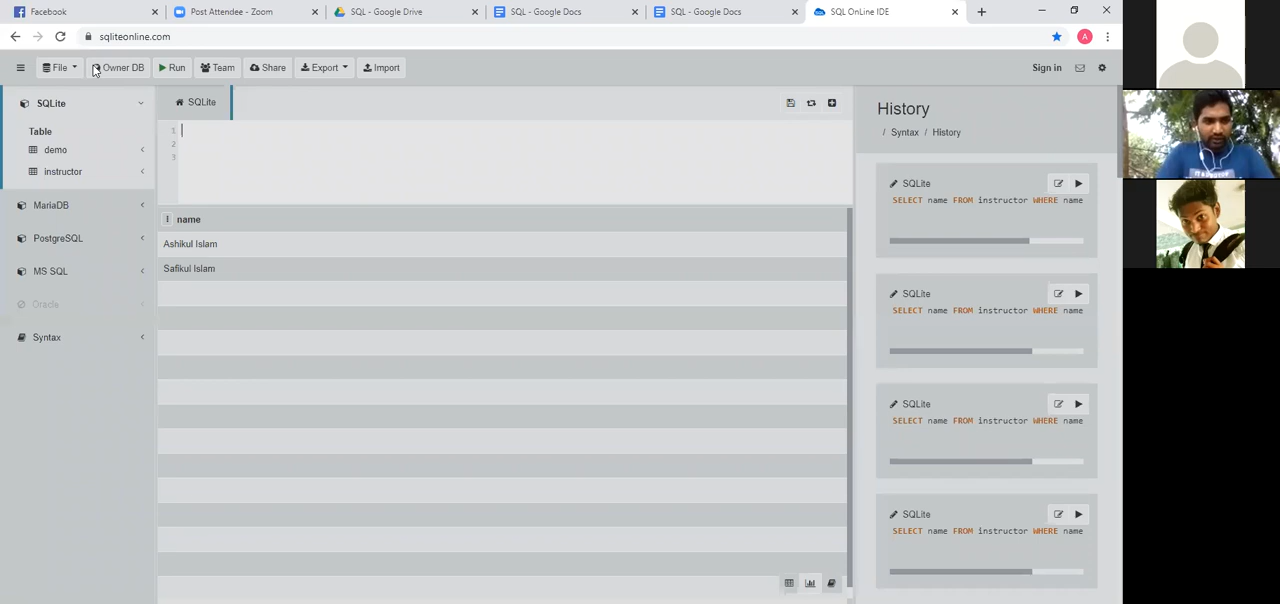 Facebook
Post Attendee - Zoom
SQL - Google Drive
SQL - Google Docs
SQL - Google Docs
SQL OnLine IDE
sqliteonline.com
A
File
Owner DB
Run
Team
Share
Export
Import
Sign in
SQLite
Table
demo
instructor
MariaDB
PostgreSQL
MS SQL
Oracle
Syntax
SQLite
1
2
3
name
Ashikul Islam
Safikul Islam
History
/ Syntax / History
SQLite
SELECT name FROM instructor WHERE name
SQLite
SELECT name FROM instructor WHERE name
SQLite
SELECT name FROM instructor WHERE name
SQLite
SELECT name FROM instructor WHERE name